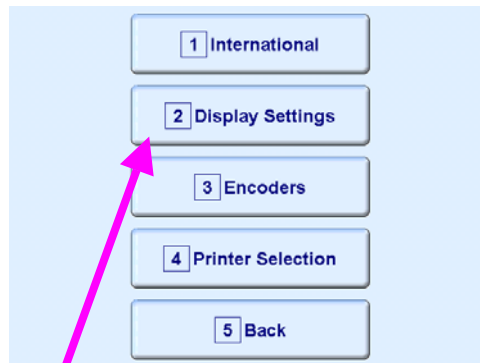 1 International
2 Display Settings
3 Encoders
4 Printer Selection
5 Back